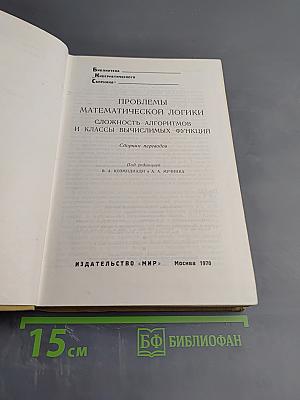 Библиотека
Кибернетического
Сборника
ПРОБЛЕМЫ
МАТЕМАТИЧЕСКОЙ ЛОГИКИ
СЛОЖНОСТЬ АЛГОРИТМОВ
И КЛАССЫ ВЫЧИСЛИМЫХ ФУНКЦИЙ
Сборник переводов
Под редакцией
В. А. КОЗМИДИАДИ и А. А. МУЧНИКА
ИЗДАТЕЛЬСТВО «МИР» Москва 1970
15 см БФ БИБЛИОФАН